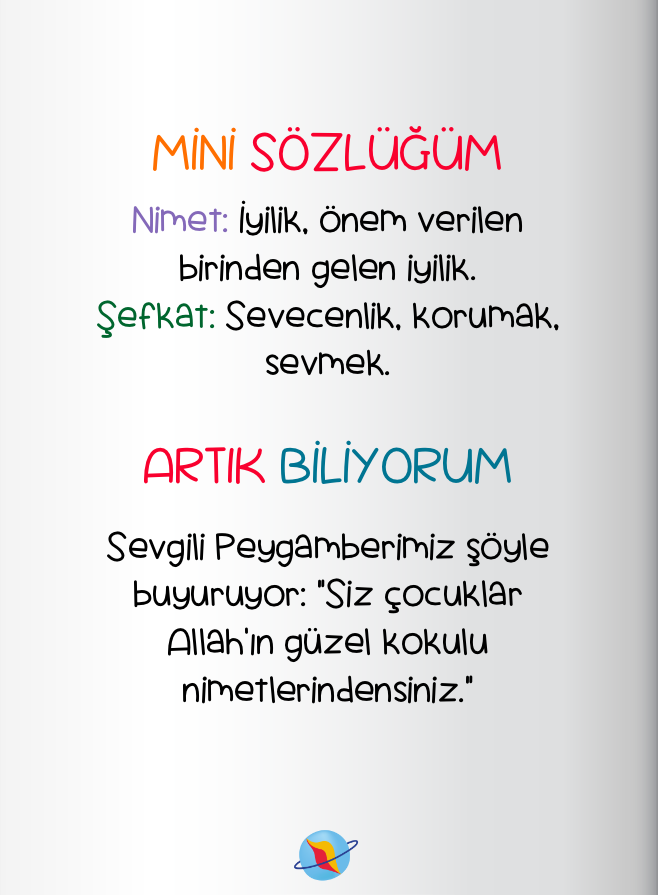 MİNİ SÖZLÜĞÜM
Nimet: İyilik, önem verilen
birinden gelen iyilik.
Şefkat: Sevecenlik, korumak,
sevmek.
ARTIK BİLİYORUM
Sevgili Peygamberimiz şöyle
buyuruyor: "Siz çocuklar
Allah'ın güzel kokulu
nimetlerindensiniz."